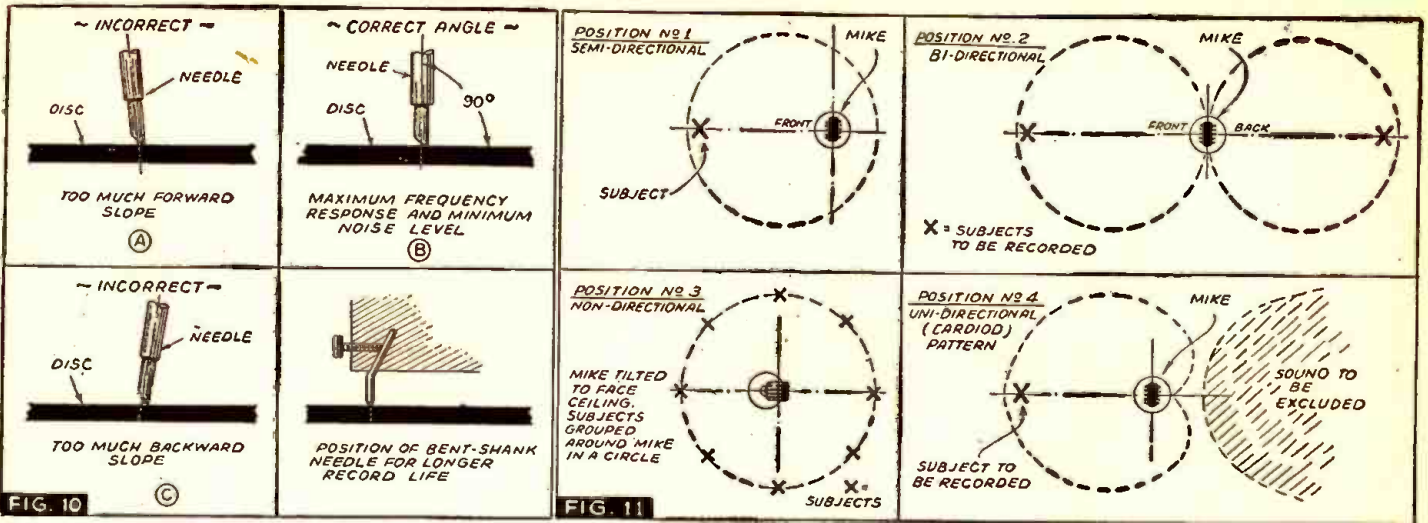 ~ INCORRECT ~
NEEDLE
DISC
TOO MUCH FORWARD
SLOPE
A
~ CORRECT ANGLE ~
NEEDLE
90°
DISC
MAXIMUM FREQUENCY
RESPONSE AND MINIMUM
NOISE LEVEL
B
~ INCORRECT ~
NEEDLE
DISC
TOO MUCH BACKWARD
SLOPE
C
POSITION OF BENT-SHANK
NEEDLE FOR LONGER
RECORD LIFE
FIG. 10
POSITION Nº 1
SEMI-DIRECTIONAL
MIKE
FRONT
SUBJECT
POSITION Nº 2
BI-DIRECTIONAL
MIKE
FRONT
BACK
X = SUBJECTS
TO BE RECORDED
POSITION Nº 3
NON-DIRECTIONAL
MIKE TILTED
TO FACE
CEILING.
SUBJECTS
GROUPED
AROUND MIKE
IN A CIRCLE
X =
SUBJECTS
POSITION Nº 4
UNI-DIRECTIONAL
(CARDIOD)
PATTERN
MIKE
SOUND TO
BE
EXCLUDED
SUBJECT TO
BE RECORDED
FIG. 11